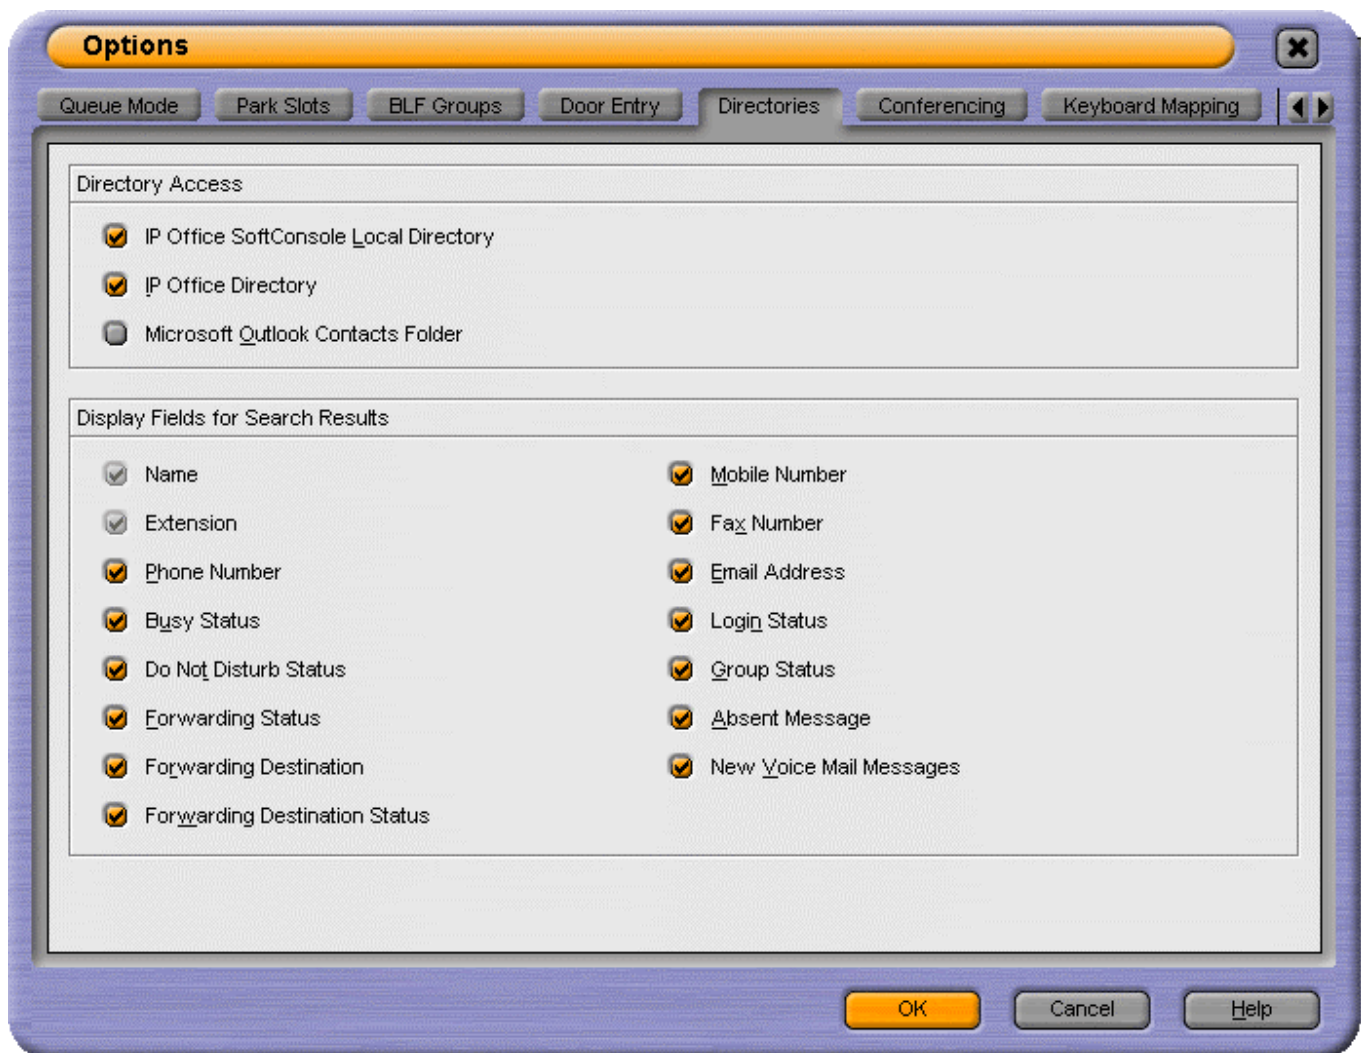 Options
Queue Mode Park Slots BLF Groups Door Entry Directories Conferencing Keyboard Mapping
Directory Access
IP Office SoftConsole Local Directory
IP Office Directory
Microsoft Outlook Contacts Folder
Display Fields for Search Results
Name
Extension
Phone Number
Busy Status
Do Not Disturb Status
Forwarding Status
Forwarding Destination
Forwarding Destination Status
Mobile Number
Fax Number
Email Address
Login Status
Group Status
Absent Message
New Voice Mail Messages
OK Cancel Help